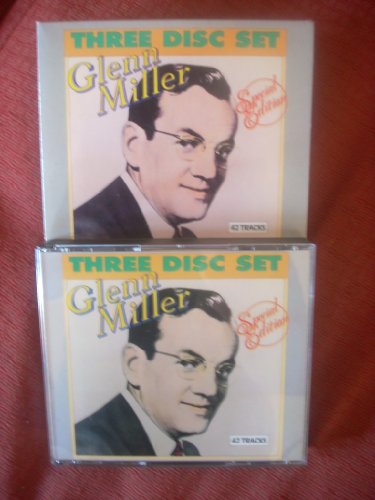 THREE DISC SET
Glenn
Miller
Special
Edition
42 TRACKS
THREE DISC SET
Glenn
Miller
Special
Edition
42 TRACKS